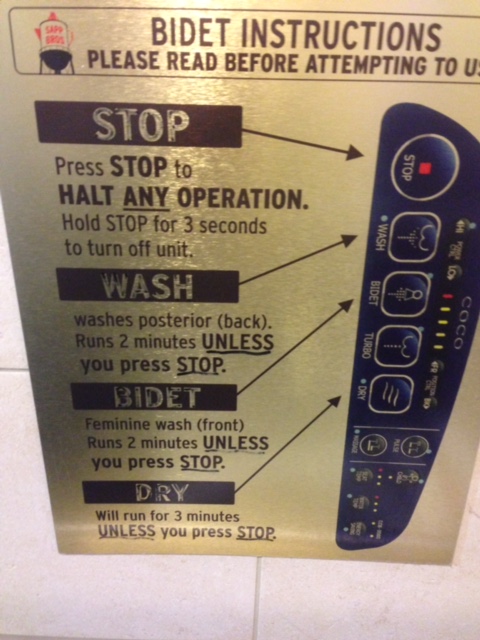 SAPP
BROS
BIDET INSTRUCTIONS
PLEASE READ BEFORE ATTEMPTING TO
STOP
Press STOP to
HALT ANY OPERATION.
Hold STOP for 3 seconds
to turn off unit.
WASH
washes posterior (back).
Runs 2 minutes UNLESS
you press STOP.
BIDET
Feminine wash (front)
Runs 2 minutes UNLESS
you press STOP.
DRY
Will run for 3 minutes
UNLESS you press STOP.
STOP
WASH
BIDET
TURBO
DRY
COCO